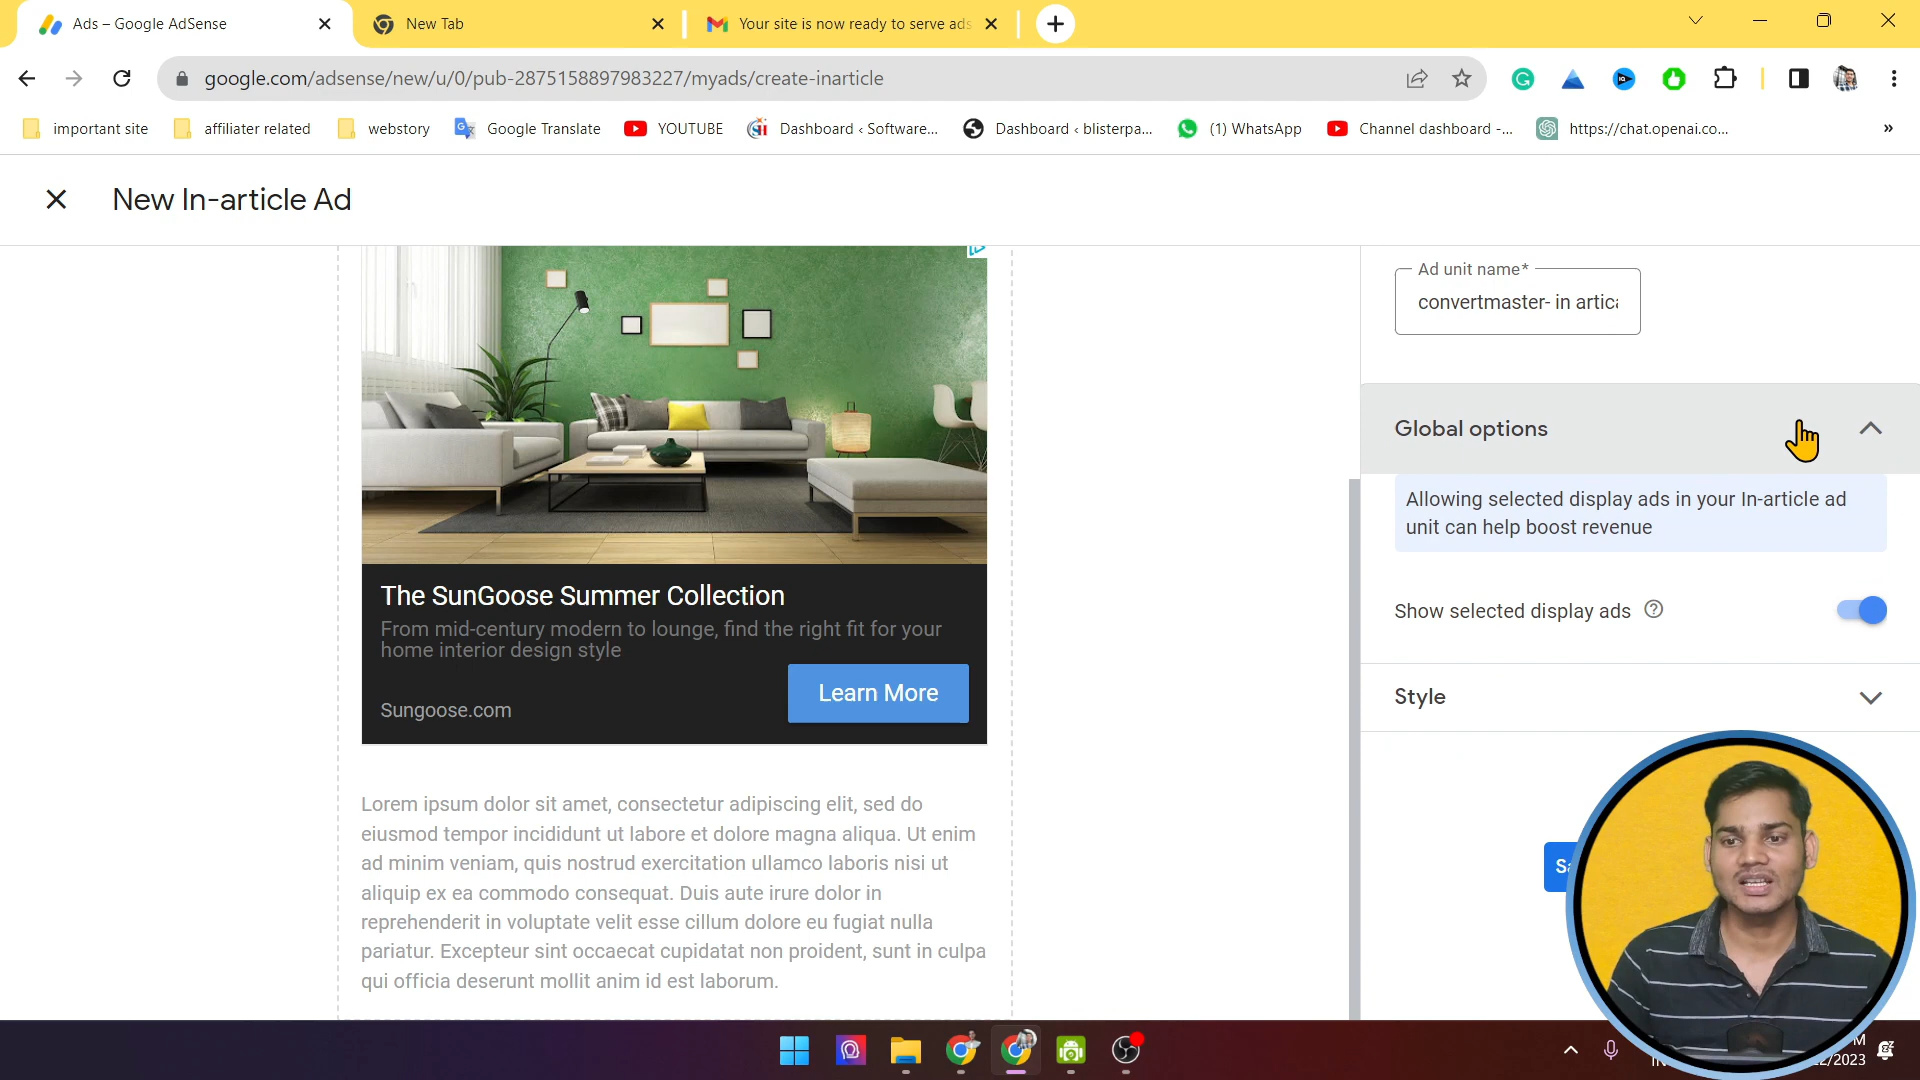 Ads – Google AdSense
New Tab
Your site is now ready to serve ads
google.com/adsense/new/u/0/pub-2875158897983227/myads/create-inarticle
important site
affiliater related
webstory
Google Translate
YOUTUBE
Dashboard ‹ Software...
Dashboard ‹ blisterpa...
(1) WhatsApp
Channel dashboard -...
https://chat.openai.co...
»
New In-article Ad
Ad unit name*
convertmaster- in artica
Global options
Allowing selected display ads in your In-article ad
unit can help boost revenue
Show selected display ads
Style
The SunGoose Summer Collection
From mid-century modern to lounge, find the right fit for your
home interior design style
Learn More
Sungoose.com
Lorem ipsum dolor sit amet, consectetur adipiscing elit, sed do
eiusmod tempor incididunt ut labore et dolore magna aliqua. Ut enim
ad minim veniam, quis nostrud exercitation ullamco laboris nisi ut
aliquip ex ea commodo consequat. Duis aute irure dolor in
reprehenderit in voluptate velit esse cillum dolore eu fugiat nulla
pariatur. Excepteur sint occaecat cupidatat non proident, sunt in culpa
qui officia deserunt mollit anim id est laborum.